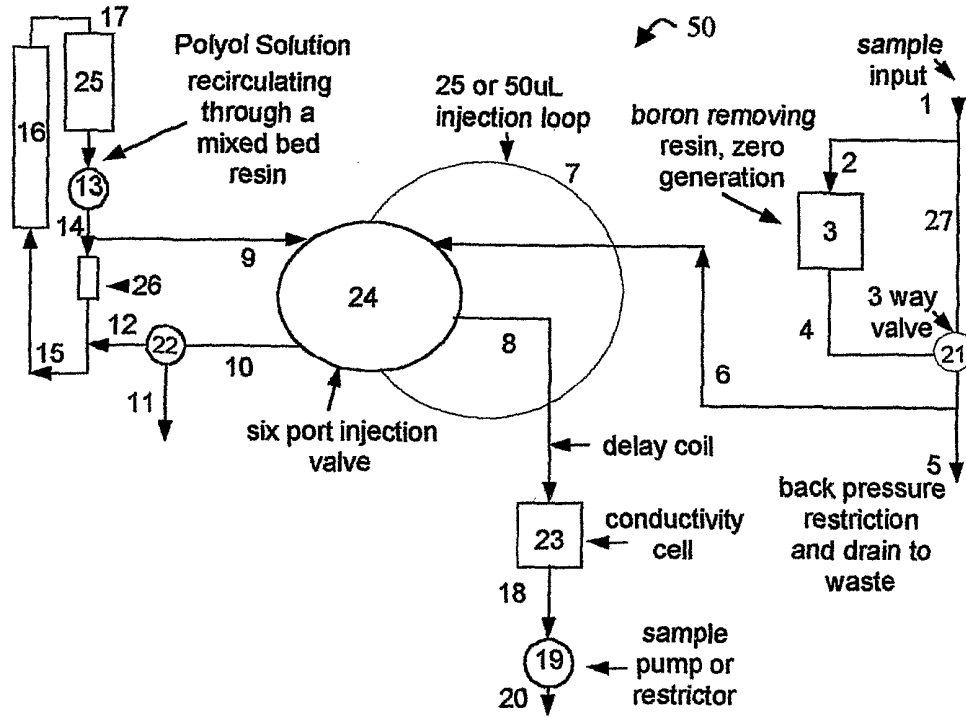 50
17
Polyol Solution
recirculating
through a
mixed bed
resin
25
16
13
14
9
26
12
22
15
10
11
25 or 50uL
injection loop
7
24
8
six port injection
valve
delay coil
23
conductivity
cell
18
19
sample
pump or
restrictor
20
sample
input
1
boron removing
resin, zero
generation
2
3
27
3 way
valve
4
21
6
5
back pressure
restriction
and drain to
waste